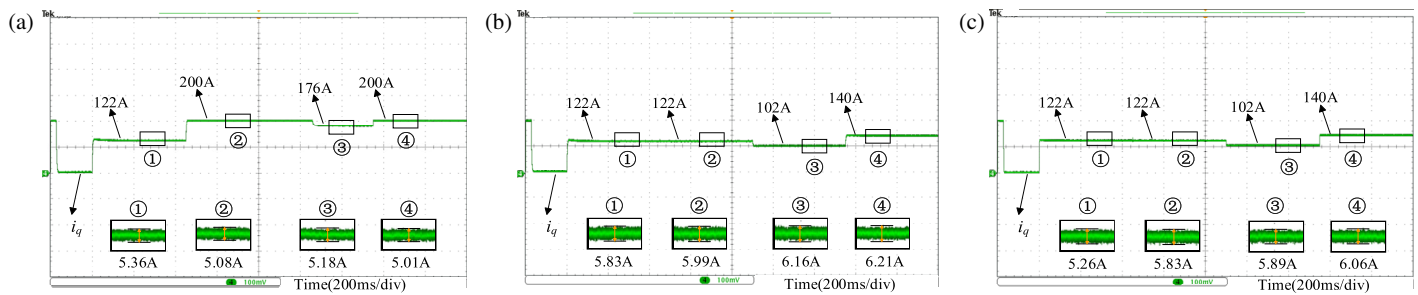 (a)
Tek
122A
200A
176A
200A
① ② ③ ④
i_q
① ② ③ ④
5.36A 5.08A 5.18A 5.01A
4 100mV
Time(200ms/div)
(b)
Tek
122A
122A
102A
140A
① ② ③ ④
i_q
① ② ③ ④
5.83A 5.99A 6.16A 6.21A
4 100mV
Time(200ms/div)
(c)
Tek
122A
122A
102A
140A
① ② ③ ④
i_q
① ② ③ ④
5.26A 5.83A 5.89A 6.06A
4 100mV
Time(200ms/div)